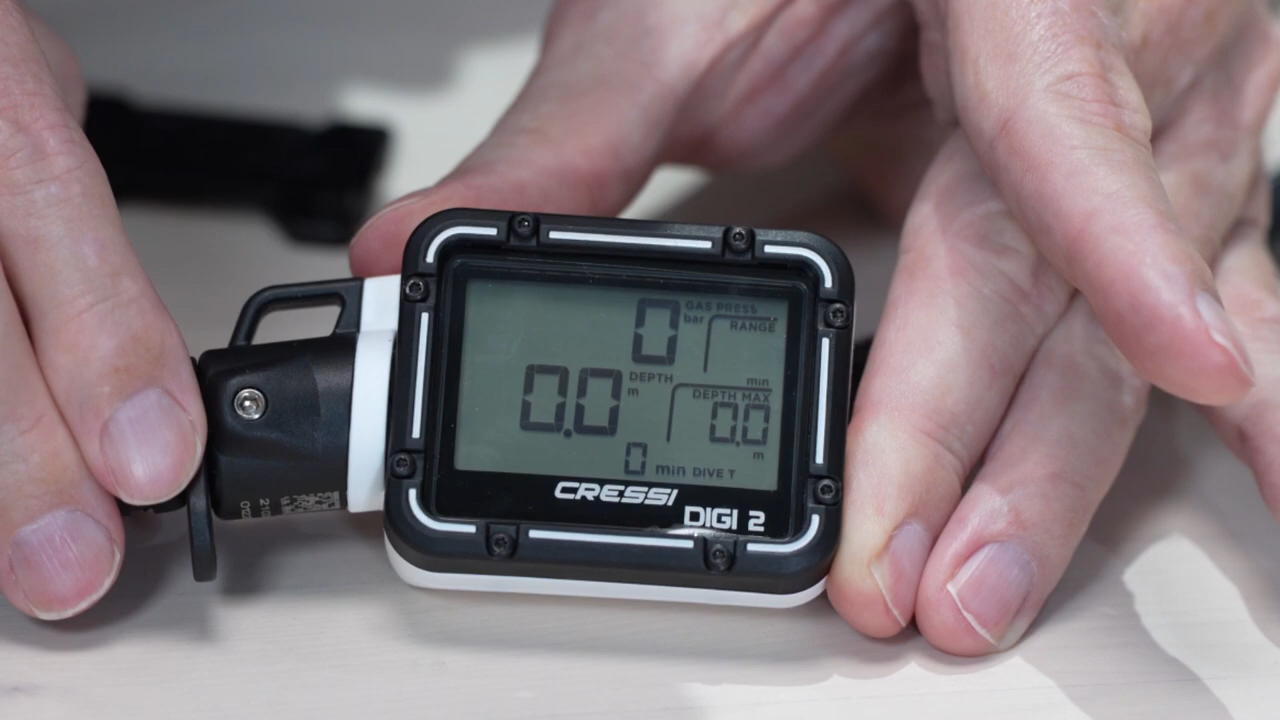 0 bar GAS PRESS
RANGE
min
0.0 DEPTH m
DEPTH MAX
0.0
m
0 min DIVE T
CRESSI
DIGI 2